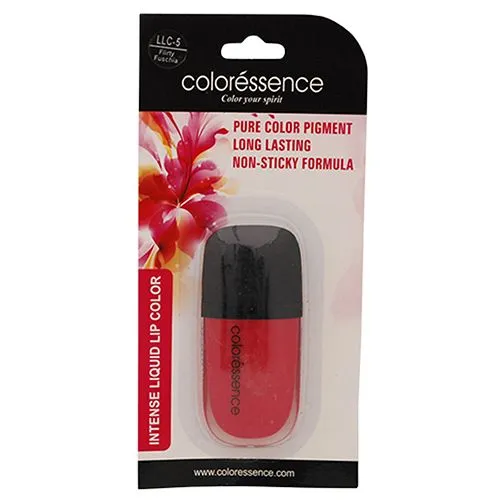 LLC-5
Flirty
Fuschia
coloréssence
Color your spirit
PURE COLOR PIGMENT
LONG LASTING
NON-STICKY FORMULA
INTENSE LIQUID LIP COLOR
coloréssence
www.coloressence.com